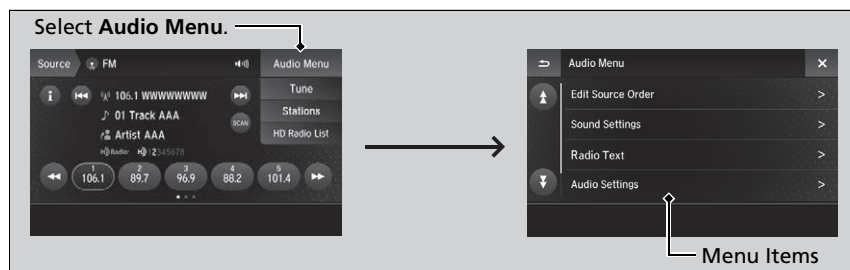 Select Audio Menu.
Source FM Audio Menu
i 106.1 WWWWWWWW Tune
01 Track AAA SCAN Stations
Artist AAA HD Radio List
HD Radio HD 12345678
1 106.1 2 89.7 3 96.9 4 88.2 5 101.4
Audio Menu X
Edit Source Order >
Sound Settings >
Radio Text >
Audio Settings >
Menu Items